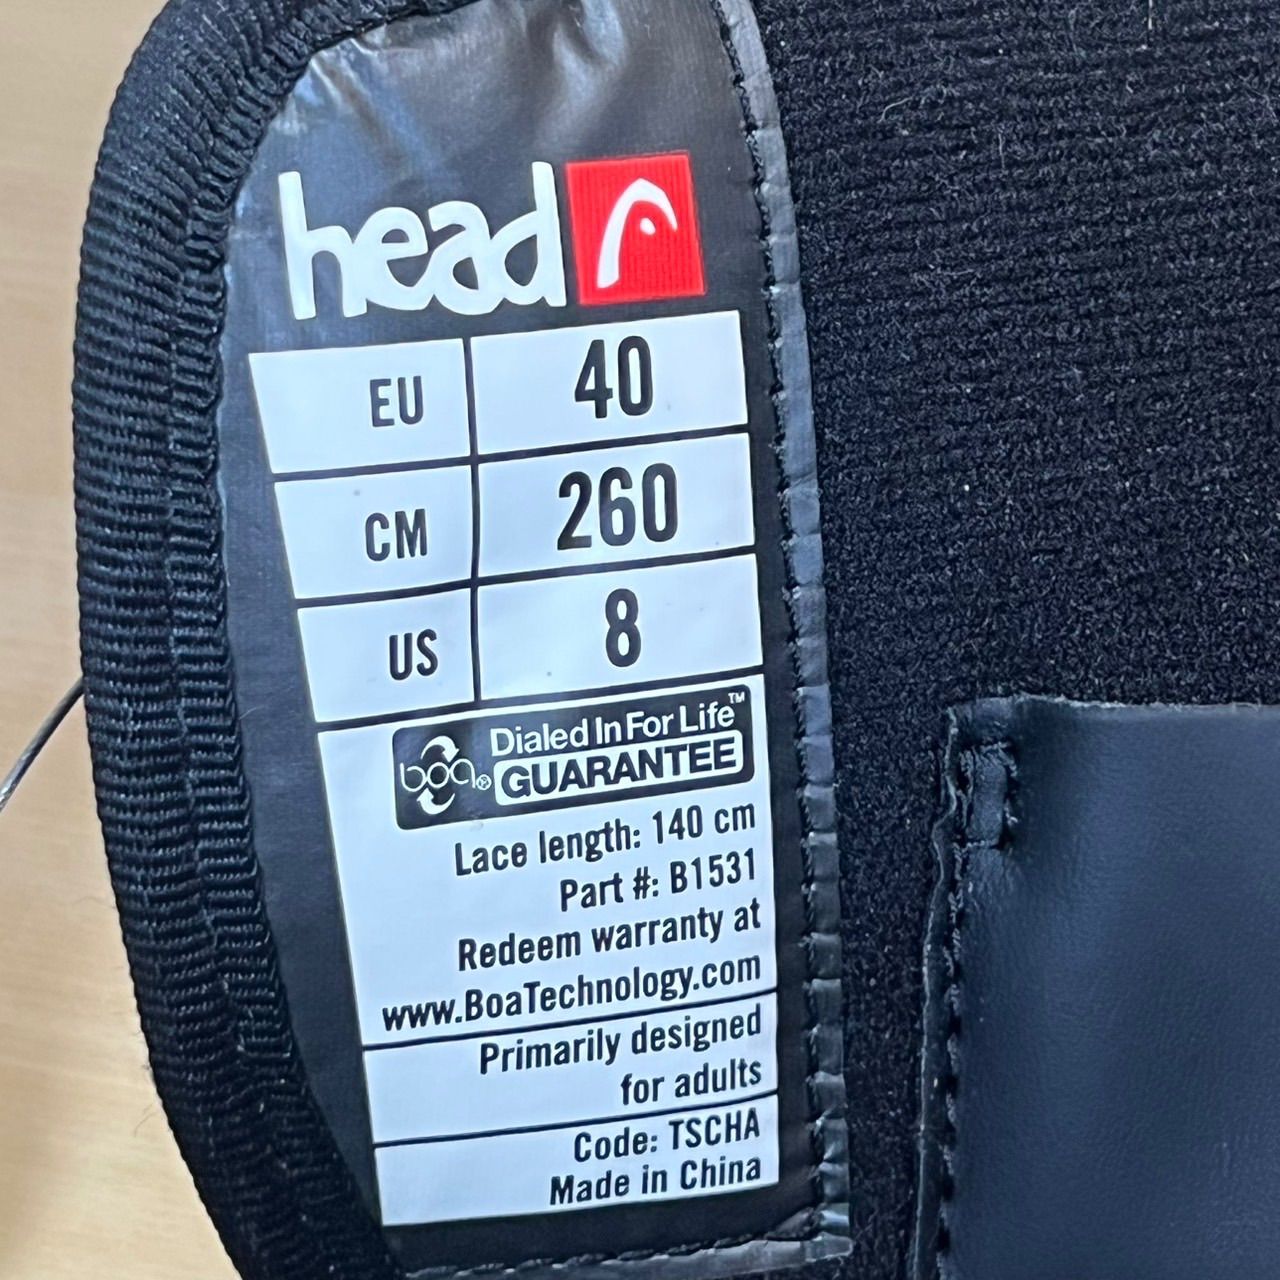 head
EU 40
CM 260
US 8
boa® Dialed In For Life™
GUARANTEE
Lace length: 140 cm
Part #: B1531
Redeem warranty at
www.BoaTechnology.com
Primarily designed
for adults
Code: TSCHA
Made in China